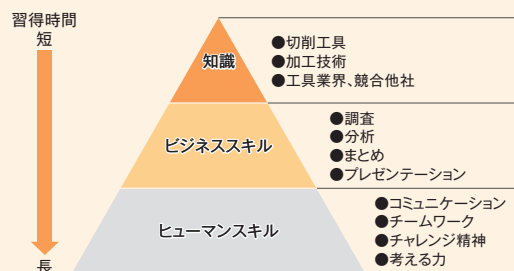 習得時間
短
知識
●切削工具
●加工技術
●工具業界、競合他社
ビジネススキル
●調査
●分析
●まとめ
●プレゼンテーション
ヒューマンスキル
●コミュニケーション
●チームワーク
●チャレンジ精神
●考える力
長